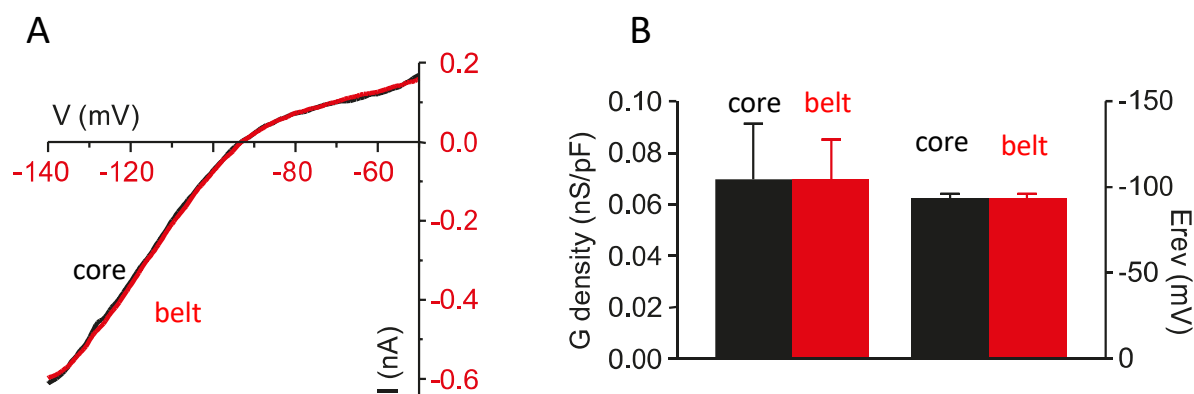 A
V (mV)
-140
-120
-80
-60
0.2
0.0
-0.2
-0.4
-0.6
I (nA)
core
belt
B
G density (nS/pF)
0.10
0.08
0.06
0.04
0.02
0.00
core
belt
core
belt
-150
-100
-50
0
Erev (mV)